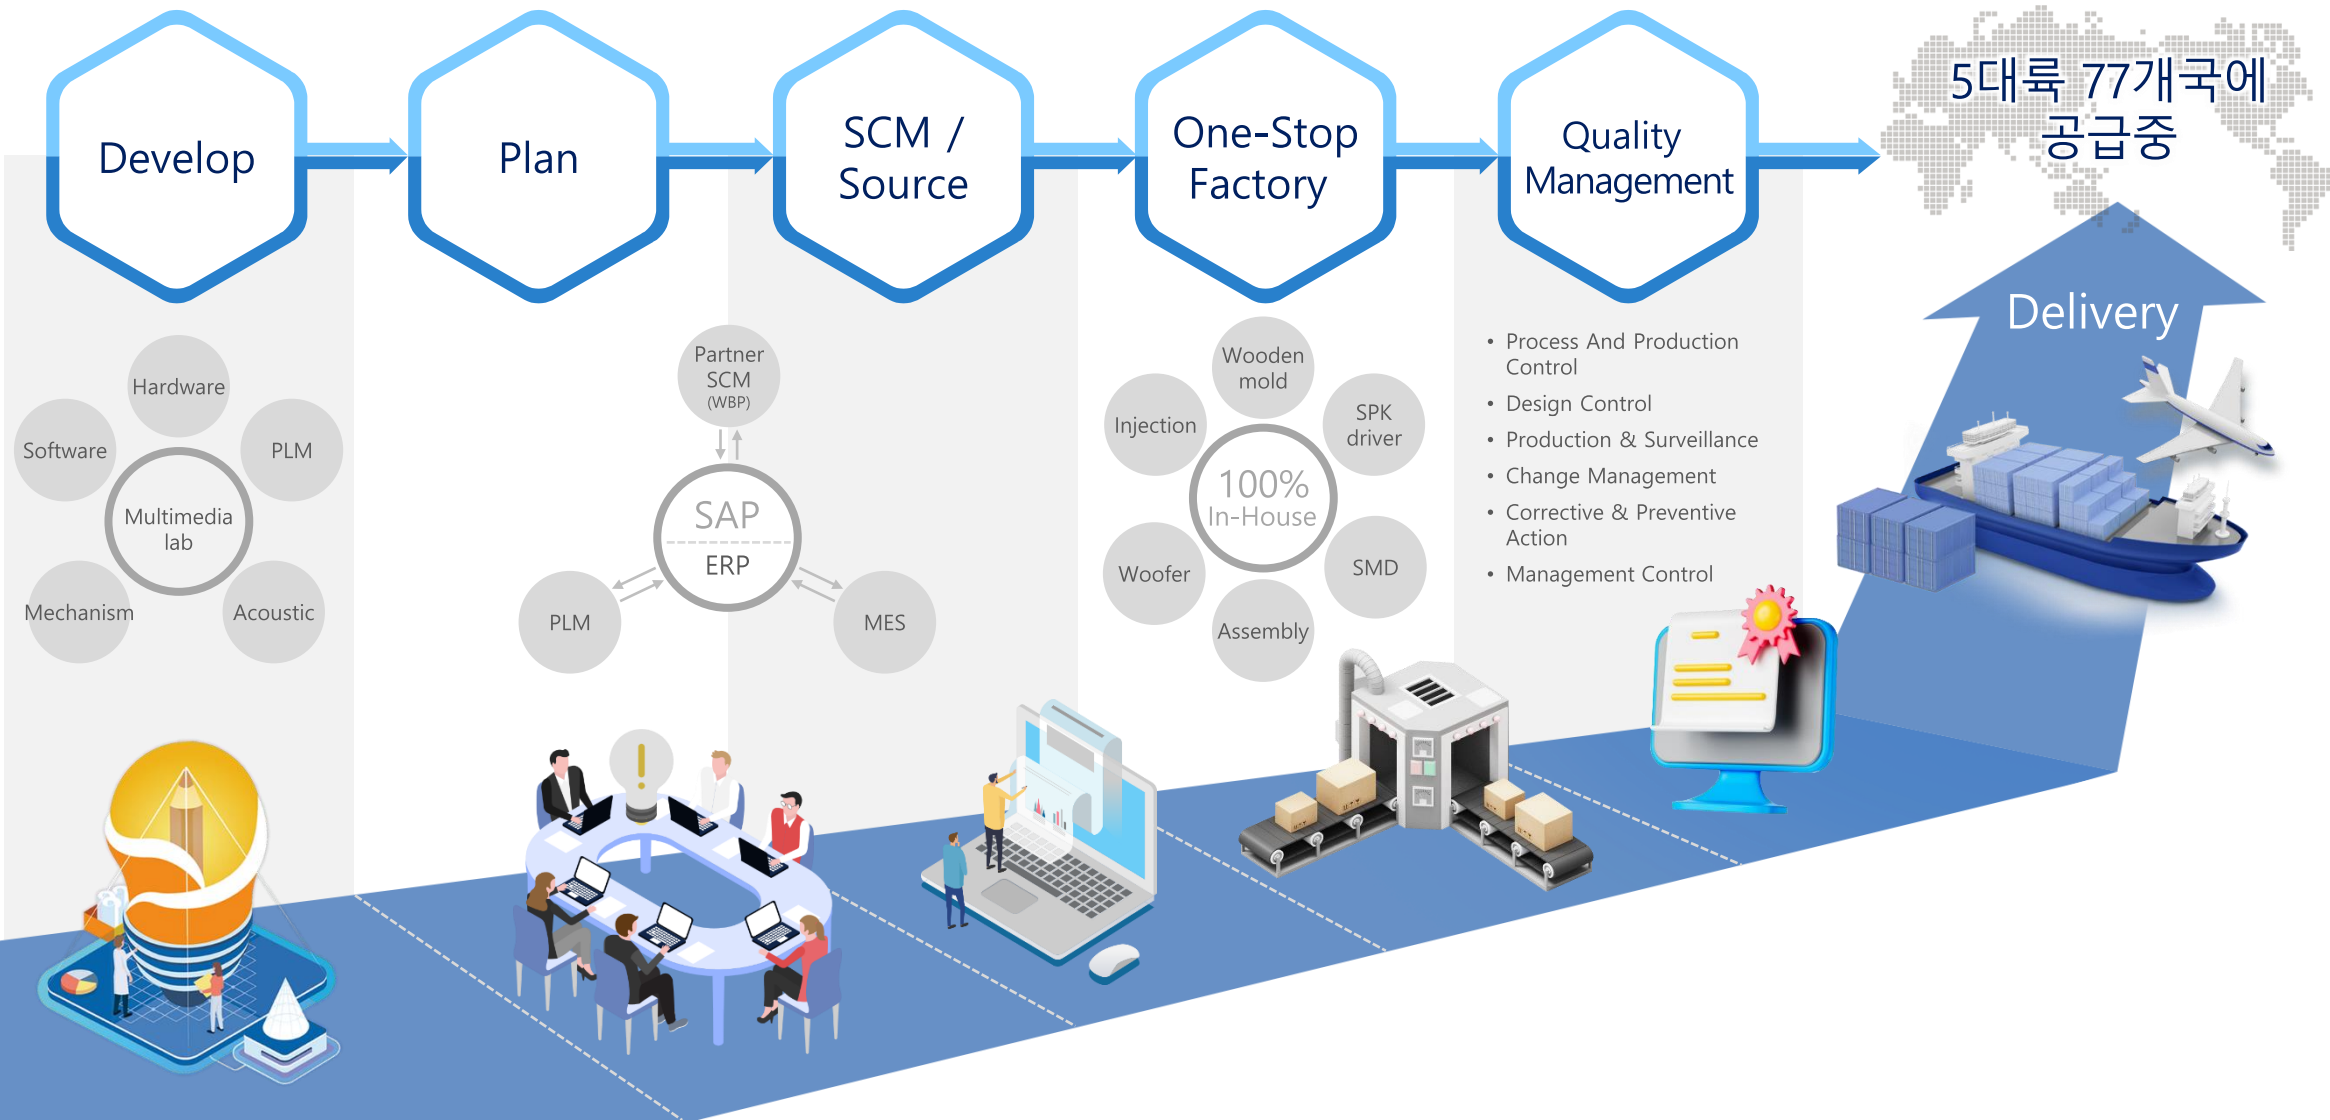 Develop
Plan
SCM /
Source
One-Stop
Factory
Quality
Management
5대륙 77개국에
공급중
Delivery
Hardware
Software
PLM
Multimedia
lab
Mechanism
Acoustic
Partner
SCM
(WBP)
SAP
ERP
PLM
MES
Wooden
mold
Injection
SPK
driver
100%
In-House
Woofer
SMD
Assembly
• Process And Production
Control
• Design Control
• Production & Surveillance
• Change Management
• Corrective & Preventive
Action
• Management Control